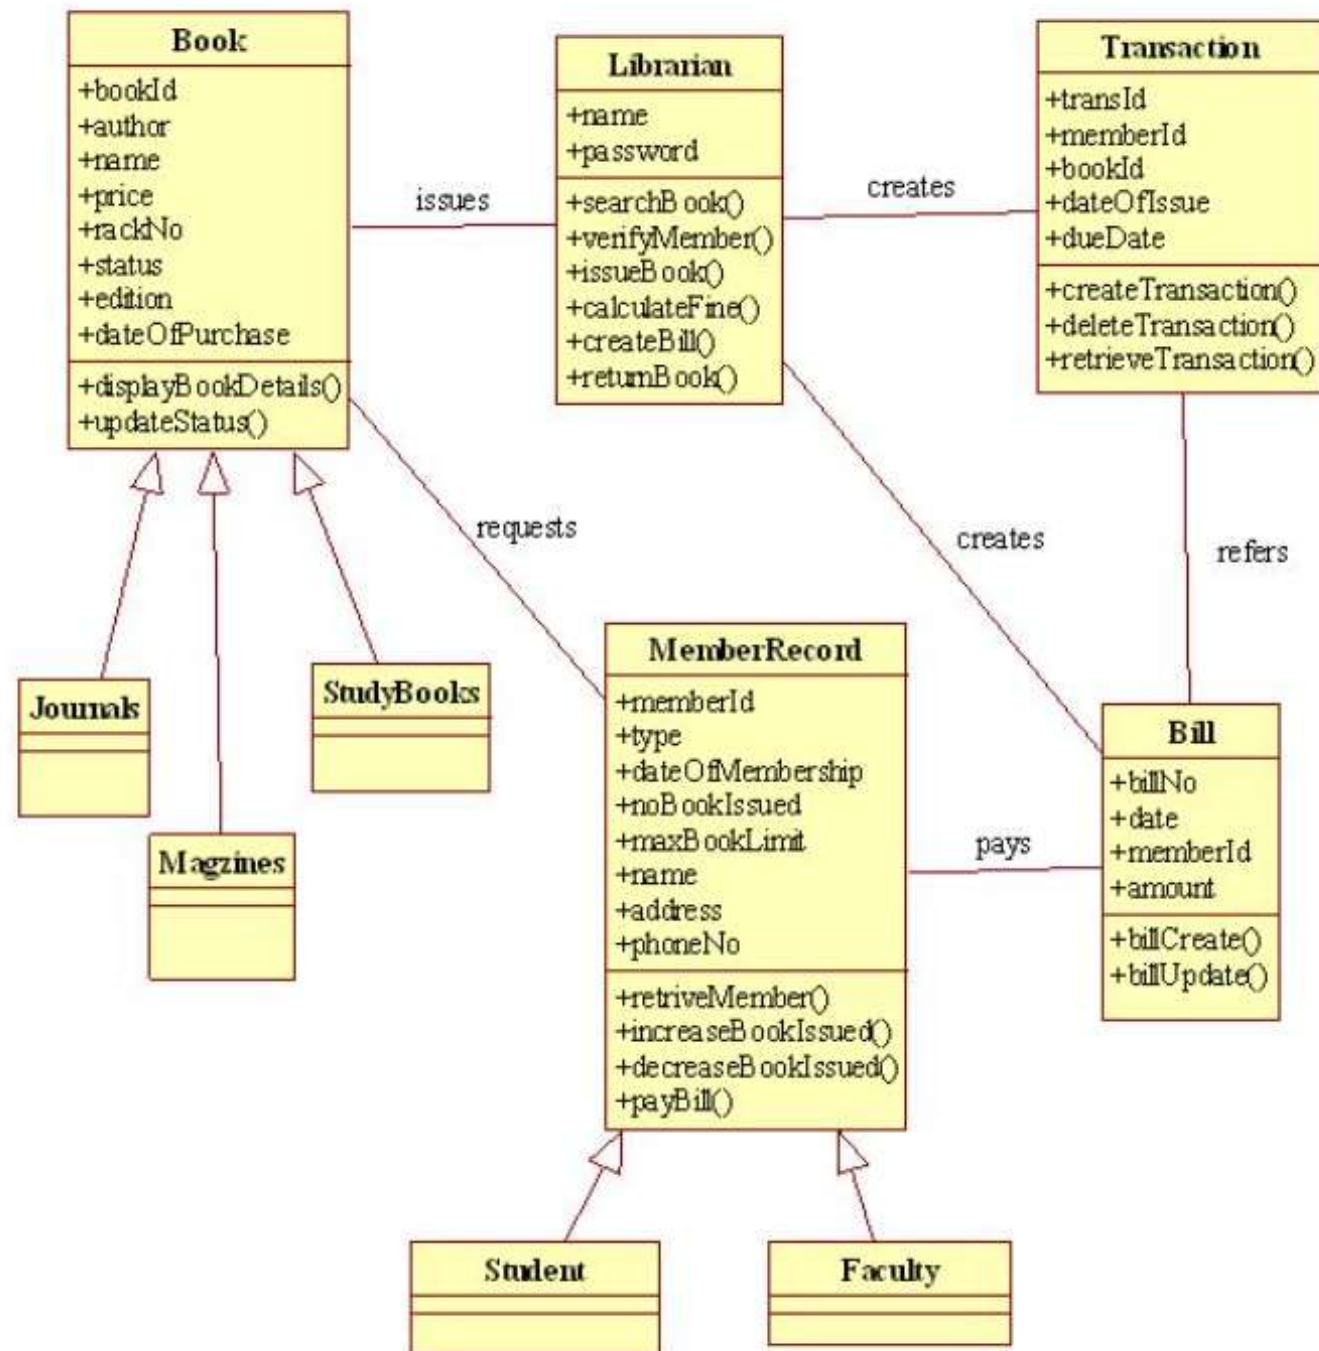 Book
+bookId
+author
+name
+price
+rackNo
+status
+edition
+dateOfPurchase
+displayBookDetails()
+updateStatus()
issues
Librarian
+name
+password
+searchBook()
+verifyMember()
+issueBook()
+calculateFine()
+createBill()
+returnBook()
creates
Transaction
+transId
+memberId
+bookId
+dateOfIssue
+dueDate
+createTransaction()
+deleteTransaction()
+retrieveTransaction()
requests
creates
refers
Journals
Magzines
StudyBooks
MemberRecord
+memberId
+type
+dateOfMembership
+noBookIssued
+maxBookLimit
+name
+address
+phoneNo
+retriveMember()
+increaseBookIssued()
+decreaseBookIssued()
+payBill()
pays
Bill
+billNo
+date
+memberId
+amount
+billCreate()
+billUpdate()
Student
Faculty